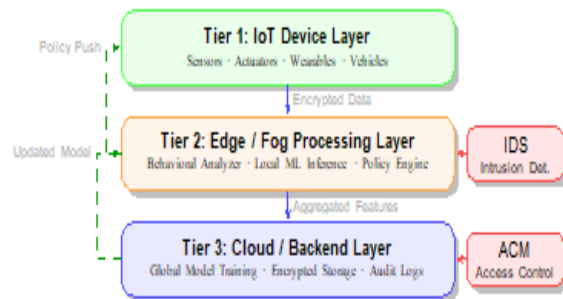 Tier 1: IoT Device Layer
Sensors · Actuators · Wearables · Vehicles
Policy Push
Encrypted Data
Tier 2: Edge / Fog Processing Layer
Behavioral Analyzer · Local ML Inference · Policy Engine
IDS
Intrusion Det.
Updated Model
Aggregated Features
Tier 3: Cloud / Backend Layer
Global Model Training · Encrypted Storage · Audit Logs
ACM
Access Control